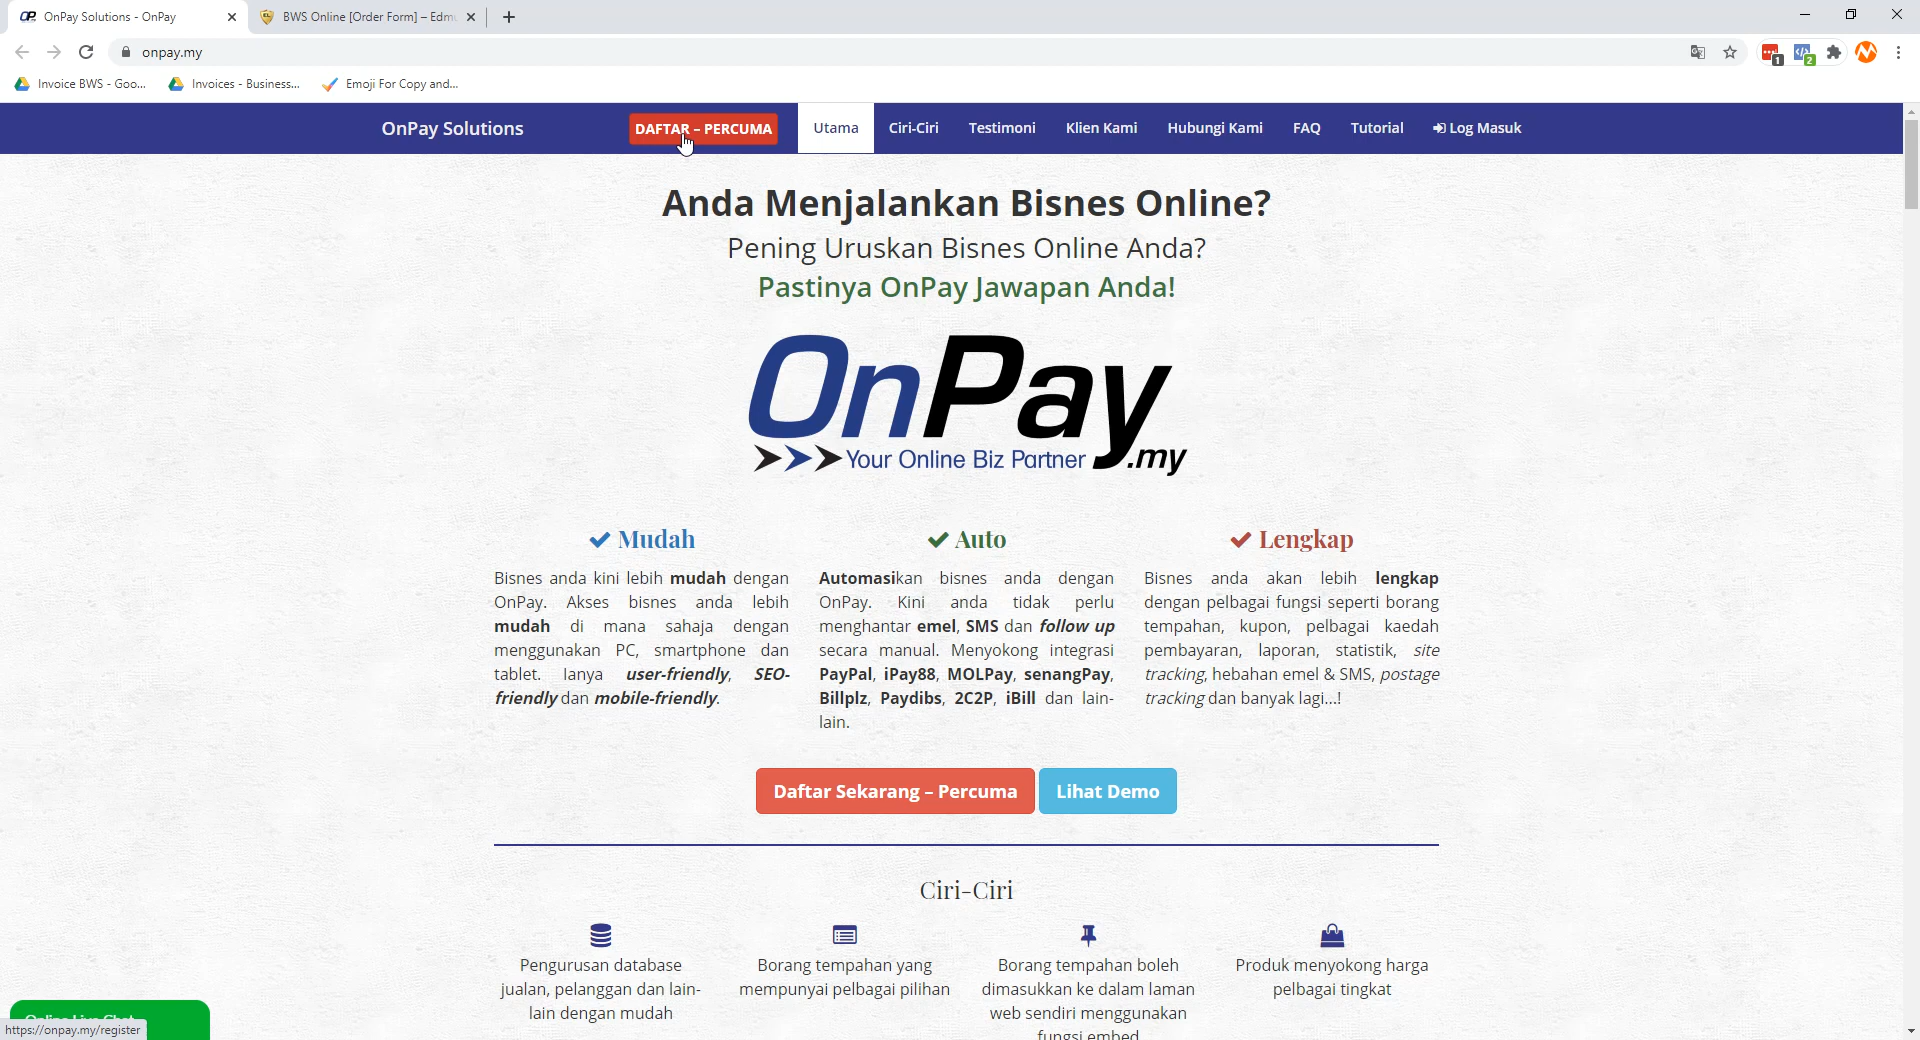 OnPay Solutions - OnPay
BWS Online [Order Form] – Edm
onpay.my
1
2
Invoice BWS - Goo...
Invoices - Business...
Emoji For Copy and...
OnPay Solutions
DAFTAR – PERCUMA
Utama
Ciri-Ciri
Testimoni
Klien Kami
Hubungi Kami
FAQ
Tutorial
Log Masuk
Anda Menjalankan Bisnes Online?
Pening Uruskan Bisnes Online Anda?
Pastinya OnPay Jawapan Anda!
OnPay
Your Online Biz Partner .my
Mudah
Bisnes anda kini lebih mudah dengan
OnPay. Akses bisnes anda lebih
mudah di mana sahaja dengan
menggunakan PC, smartphone dan
tablet. Ianya user-friendly, SEO-
friendly dan mobile-friendly.
Auto
Automasikan bisnes anda dengan
OnPay. Kini anda tidak perlu
menghantar emel, SMS dan follow up
secara manual. Menyokong integrasi
PayPal, iPay88, MOLPay, senangPay,
Billplz, Paydibs, 2C2P, iBill dan lain-
lain.
Lengkap
Bisnes anda akan lebih lengkap
dengan pelbagai fungsi seperti borang
tempahan, kupon, pelbagai kaedah
pembayaran, laporan, statistik, site
tracking, hebahan emel & SMS, postage
tracking dan banyak lagi...!
Daftar Sekarang – Percuma
Lihat Demo
Ciri-Ciri
Pengurusan database
jualan, pelanggan dan lain-
lain dengan mudah
Borang tempahan yang
mempunyai pelbagai pilihan
Borang tempahan boleh
dimasukkan ke dalam laman
web sendiri menggunakan
fungsi embed
Produk menyokong harga
pelbagai tingkat
Online Live Chat
https://onpay.my/register